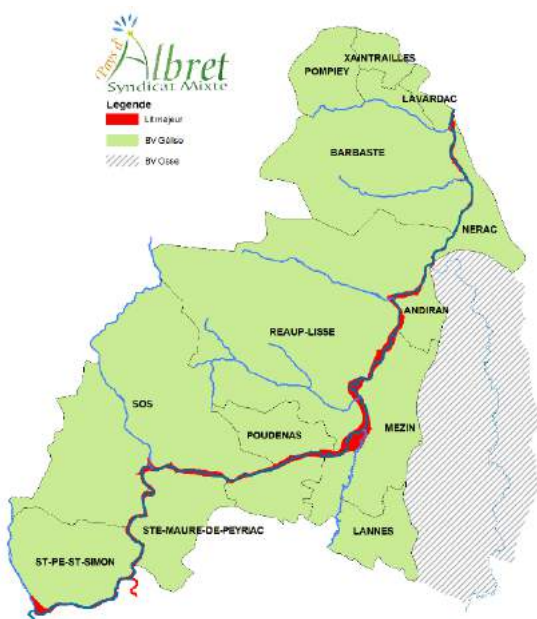 Pays d'
Albret
Syndicat Mixte
Legende
Lit majeur
BV Gélise
BV Osse
XAINTRAILLES
POMPIEY
LAVARDAC
BARBASTE
NERAC
ANDIRAN
REAUP-LISSE
SOS
POUDENAS
MEZIN
STE-MAURE-DE-PEYRIAC
LANNES
ST-PE-ST-SIMON